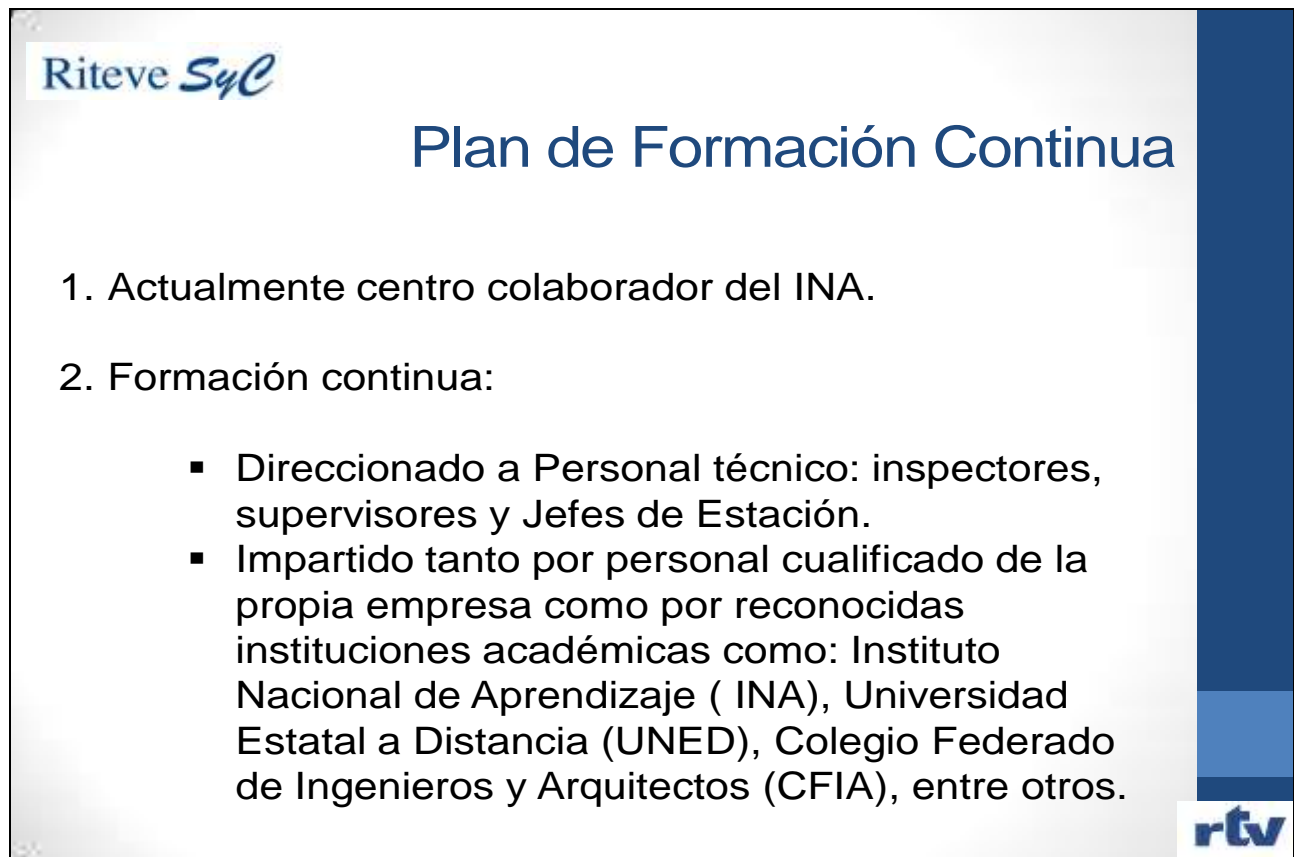 Riteve SyC
Plan de Formación Continua
1. Actualmente centro colaborador del INA.
2. Formación continua:
▪ Direccionado a Personal técnico: inspectores,
supervisores y Jefes de Estación.
▪ Impartido tanto por personal cualificado de la
propia empresa como por reconocidas
instituciones académicas como: Instituto
Nacional de Aprendizaje ( INA), Universidad
Estatal a Distancia (UNED), Colegio Federado
de Ingenieros y Arquitectos (CFIA), entre otros.
rtv